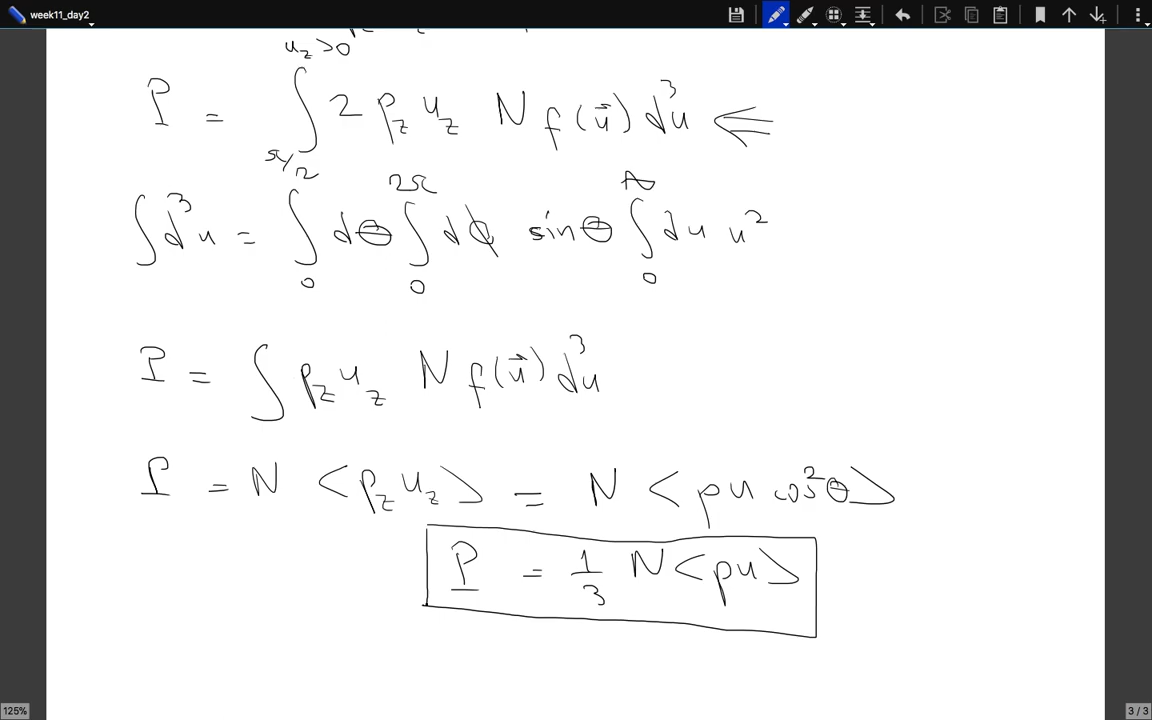 week11_day2
u_z > 0
P = ∫ 2 p_z u_z N f(u⃗) d³u ⇐
∫ d³u = ∫₀^{π/2} dθ ∫₀^{2π} dϕ sinθ ∫₀^∞ du u²
P = ∫ p_z u_z N f(u⃗) d³u
P = N <p_z u_z> = N <pu cos²θ>
P = 1/3 N <pu>
125%
3 / 3